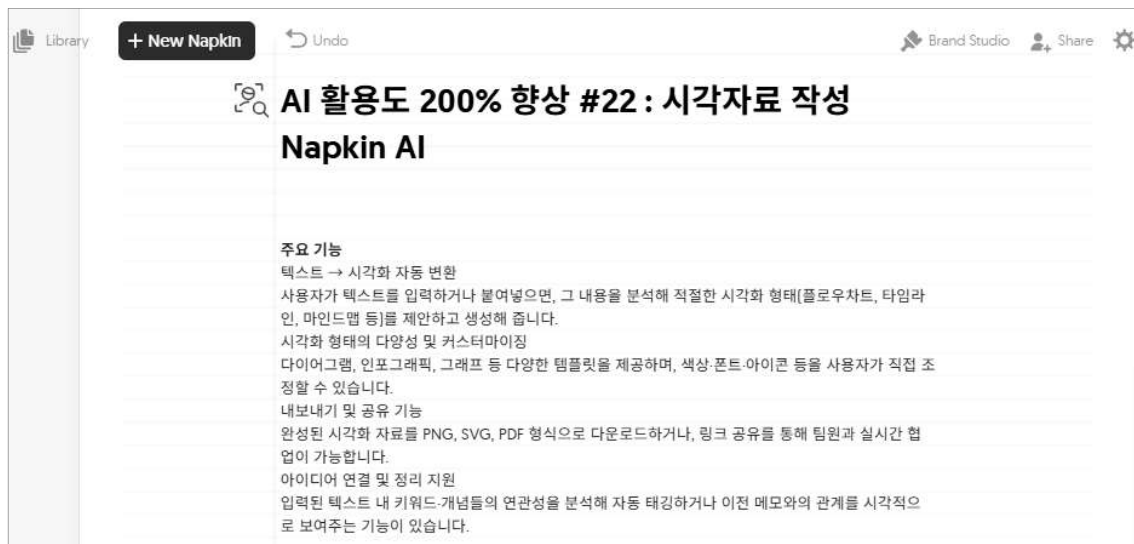 Library
+ New Napkin
Undo
Brand Studio
Share
AI 활용도 200% 향상 #22 : 시각자료 작성
Napkin AI
주요 기능
텍스트 → 시각화 자동 변환
사용자가 텍스트를 입력하거나 붙여넣으면, 그 내용을 분석해 적절한 시각화 형태(플로우차트, 타임라
인, 마인드맵 등)를 제안하고 생성해 줍니다.
시각화 형태의 다양성 및 커스터마이징
다이어그램, 인포그래픽, 그래프 등 다양한 템플릿을 제공하며, 색상·폰트·아이콘 등을 사용자가 직접 조
정할 수 있습니다.
내보내기 및 공유 기능
완성된 시각화 자료를 PNG, SVG, PDF 형식으로 다운로드하거나, 링크 공유를 통해 팀원과 실시간 협
업이 가능합니다.
아이디어 연결 및 정리 지원
입력된 텍스트 내 키워드·개념들의 연관성을 분석해 자동 태깅하거나 이전 메모와의 관계를 시각적으
로 보여주는 기능이 있습니다.